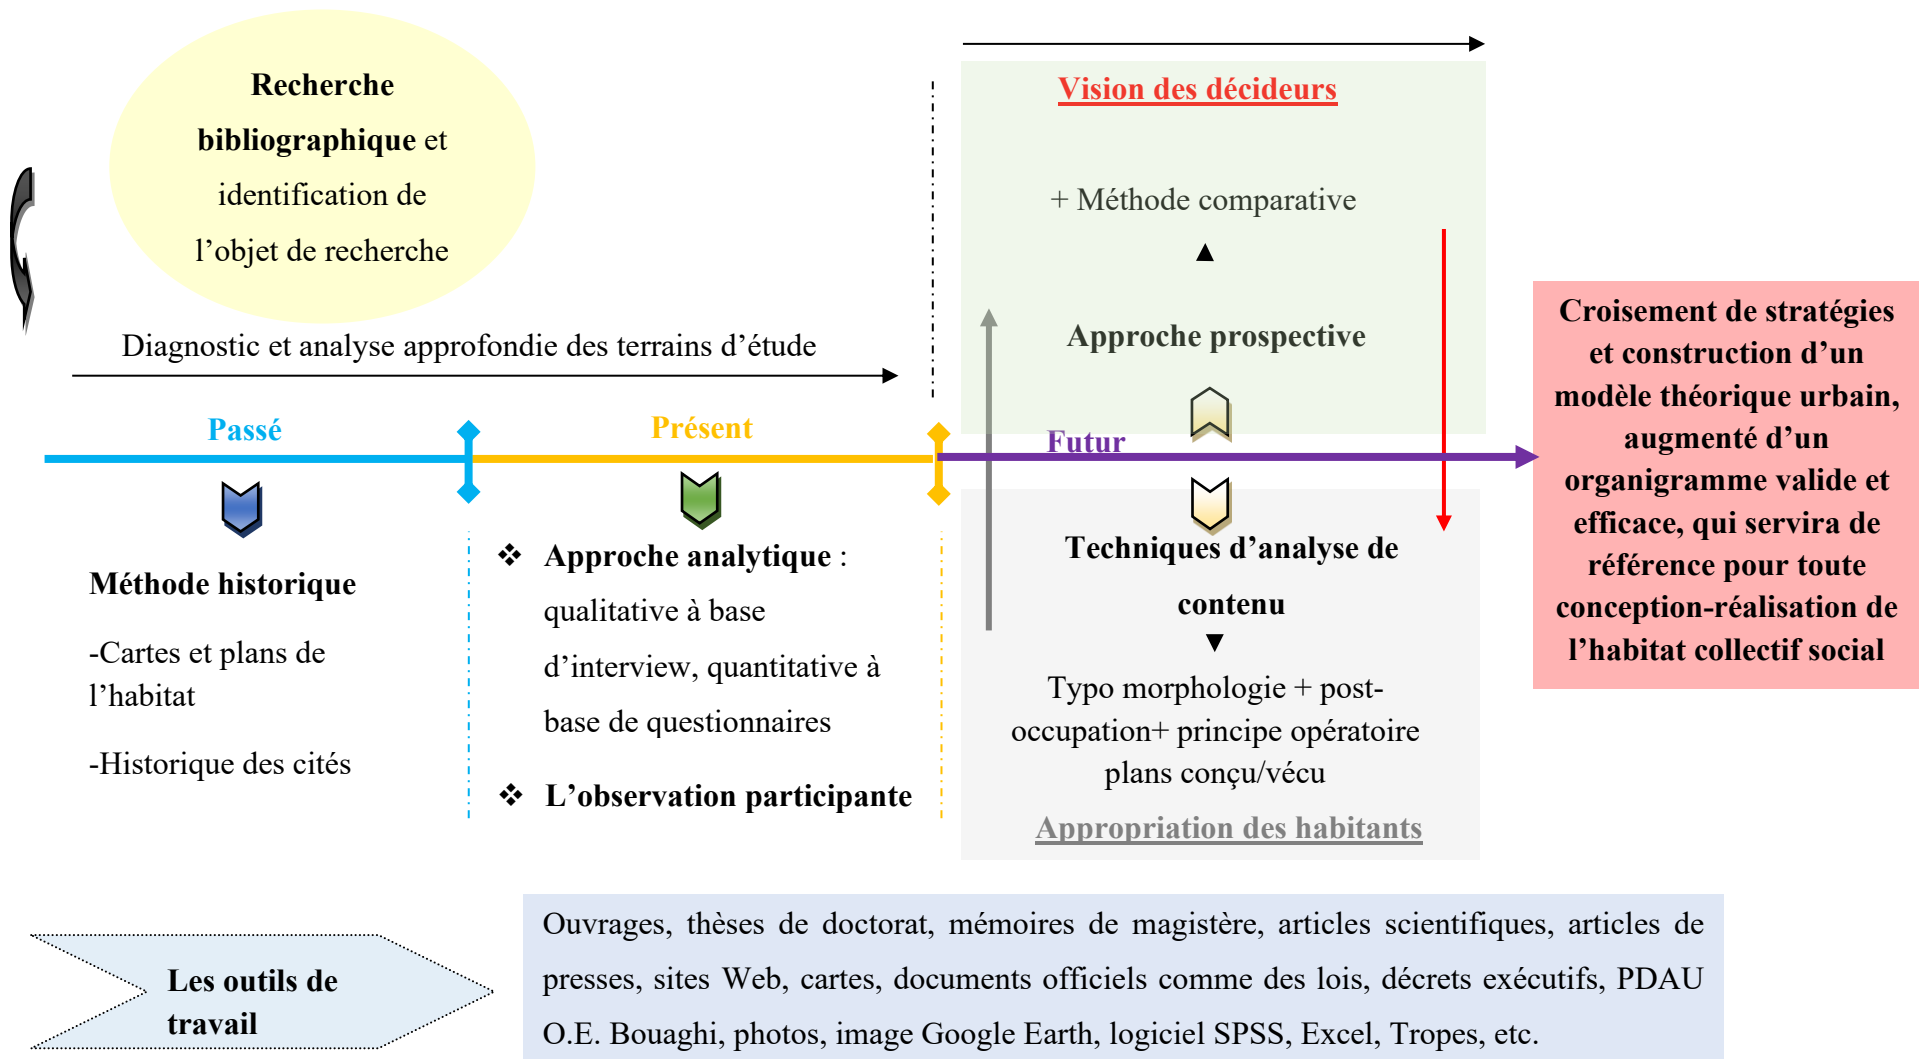 Recherche
bibliographique et
identification de
l’objet de recherche
Diagnostic et analyse approfondie des terrains d’étude
Passé
Présent
Futur
Méthode historique
-Cartes et plans de
l’habitat
-Historique des cités
❖ Approche analytique :
qualitative à base
d’interview, quantitative à
base de questionnaires
❖ L’observation participante
Vision des décideurs
+ Méthode comparative
Approche prospective
Techniques d’analyse de
contenu
Typo morphologie + post-
occupation+ principe opératoire
plans conçu/vécu
Appropriation des habitants
Croisement de stratégies
et construction d’un
modèle théorique urbain,
augmenté d’un
organigramme valide et
efficace, qui servira de
référence pour toute
conception-réalisation de
l’habitat collectif social
Les outils de
travail
Ouvrages, thèses de doctorat, mémoires de magistère, articles scientifiques, articles de
presses, sites Web, cartes, documents officiels comme des lois, décrets exécutifs, PDAU
O.E. Bouaghi, photos, image Google Earth, logiciel SPSS, Excel, Tropes, etc.